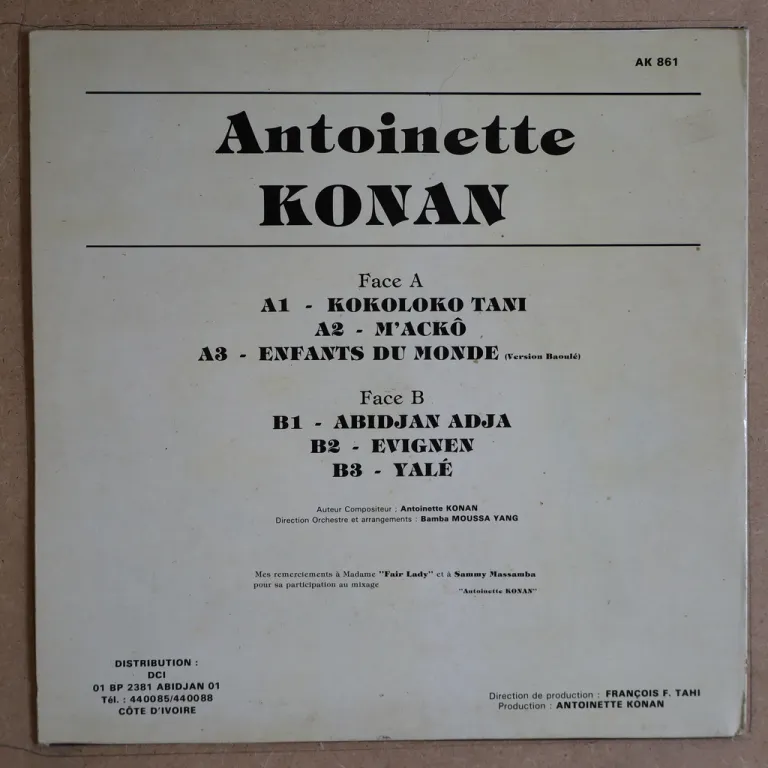 AK 861
Antoinette
KONAN
Face A
A1 - KOKOLOKO TANI
A2 - M'ACKÔ
A3 - ENFANTS DU MONDE (Version Baoulé)
Face B
B1 - ABIDJAN ADJA
B2 - EVIGNEN
B3 - YALÉ
Auteur Compositeur : Antoinette KONAN
Direction Orchestre et arrangements : Bamba MOUSSA YANG
Mes remerciements à Madame "Fair Lady" et à Sammy Massamba
pour sa participation au mixage
"Antoinette KONAN"
DISTRIBUTION :
DCI
01 BP 2381 ABIDJAN 01
Tél. : 440085/440088
CÔTE D'IVOIRE
Direction de production : FRANÇOIS F. TAHI
Production : ANTOINETTE KONAN